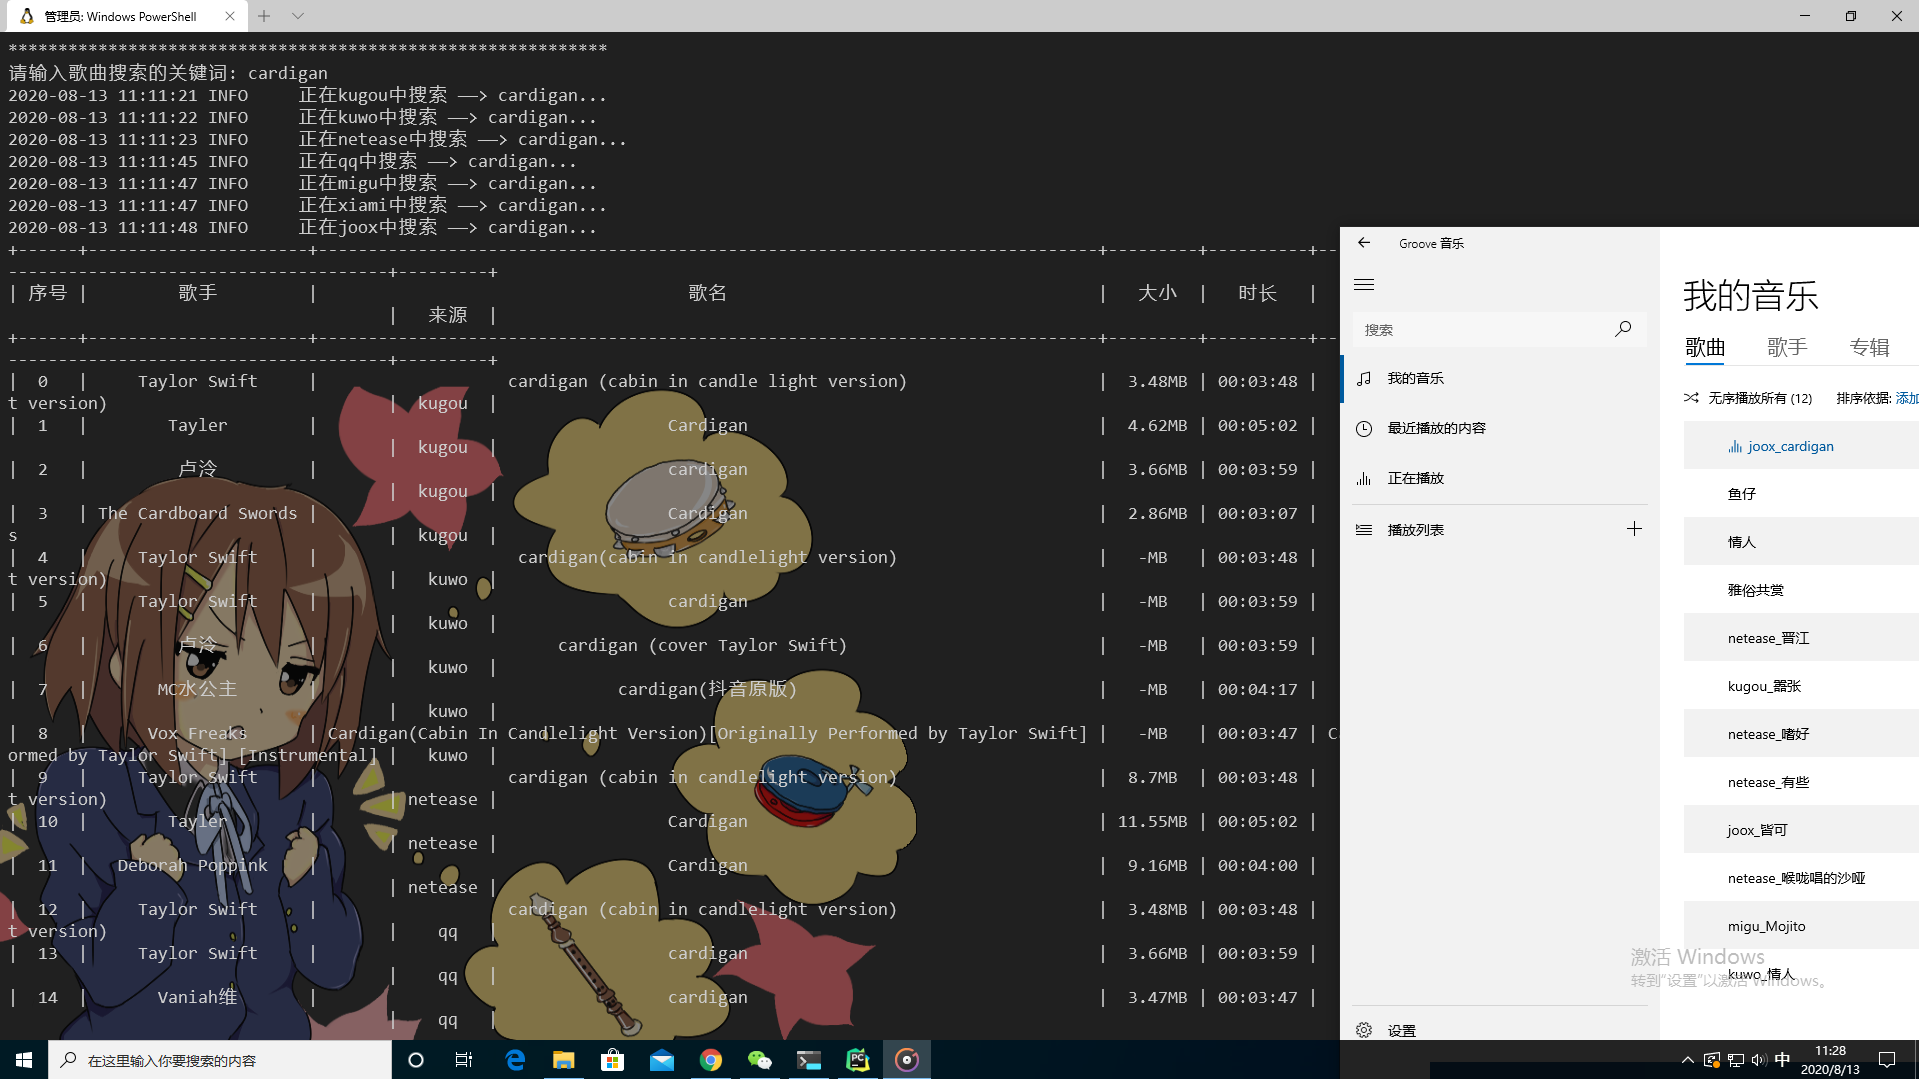 管理员: Windows PowerShell
************************************************************
请输入歌曲搜索的关键词: cardigan
2020-08-13 11:11:21 INFO     正在kugou中搜索 ——> cardigan...
2020-08-13 11:11:22 INFO     正在kuwo中搜索 ——> cardigan...
2020-08-13 11:11:23 INFO     正在netease中搜索 ——> cardigan...
2020-08-13 11:11:45 INFO     正在qq中搜索 ——> cardigan...
2020-08-13 11:11:47 INFO     正在migu中搜索 ——> cardigan...
2020-08-13 11:11:47 INFO     正在xiami中搜索 ——> cardigan...
2020-08-13 11:11:48 INFO     正在joox中搜索 ——> cardigan...
| 序号 | 歌手 | 歌名 | 大小 | 时长 |
| 来源 |
| 0 | Taylor Swift | cardigan (cabin in candle light version) | 3.48MB | 00:03:48 |
t version) | kugou |
| 1 | Tayler | Cardigan | 4.62MB | 00:05:02 |
| kugou |
| 2 | 卢泠 | cardigan | 3.66MB | 00:03:59 |
| kugou |
| 3 | The Cardboard Swords | Cardigan | 2.86MB | 00:03:07 |
s | kugou |
| 4 | Taylor Swift | cardigan(cabin in candlelight version) | -MB | 00:03:48 |
t version) | kuwo |
| 5 | Taylor Swift | cardigan | -MB | 00:03:59 |
| kuwo |
| 6 | 卢泠 | cardigan (cover Taylor Swift) | -MB | 00:03:59 |
| kuwo |
| 7 | MC水公主 | cardigan(抖音原版) | -MB | 00:04:17 |
| kuwo |
| 8 | Vox Freaks | Cardigan(Cabin In Candlelight Version)[Originally Performed by Taylor Swift] | -MB | 00:03:47 | C
ormed by Taylor Swift] [Instrumental] | kuwo |
| 9 | Taylor Swift | cardigan (cabin in candlelight version) | 8.7MB | 00:03:48 |
t version) | netease |
| 10 | Tayler | Cardigan | 11.55MB | 00:05:02 |
| netease |
| 11 | Deborah Poppink | Cardigan | 9.16MB | 00:04:00 |
| netease |
| 12 | Taylor Swift | cardigan (cabin in candlelight version) | 3.48MB | 00:03:48 |
t version) | qq |
| 13 | Taylor Swift | cardigan | 3.66MB | 00:03:59 |
| qq |
| 14 | Vaniah维 | cardigan | 3.47MB | 00:03:47 |
| qq |
Groove 音乐
搜索
我的音乐
最近播放的内容
正在播放
播放列表
设置
我的音乐
歌曲 歌手 专辑
无序播放所有 (12) 排序依据: 添加
joox_cardigan
鱼仔
情人
雅俗共赏
netease_晋江
kugou_嚣张
netease_嗜好
netease_有些
joox_皆可
netease_喉咙唱的沙哑
migu_Mojito
kuwo_情人
激活 Windows
转到“设置”以激活 Windows。
在这里输入你要搜索的内容
中
11:28
2020/8/13